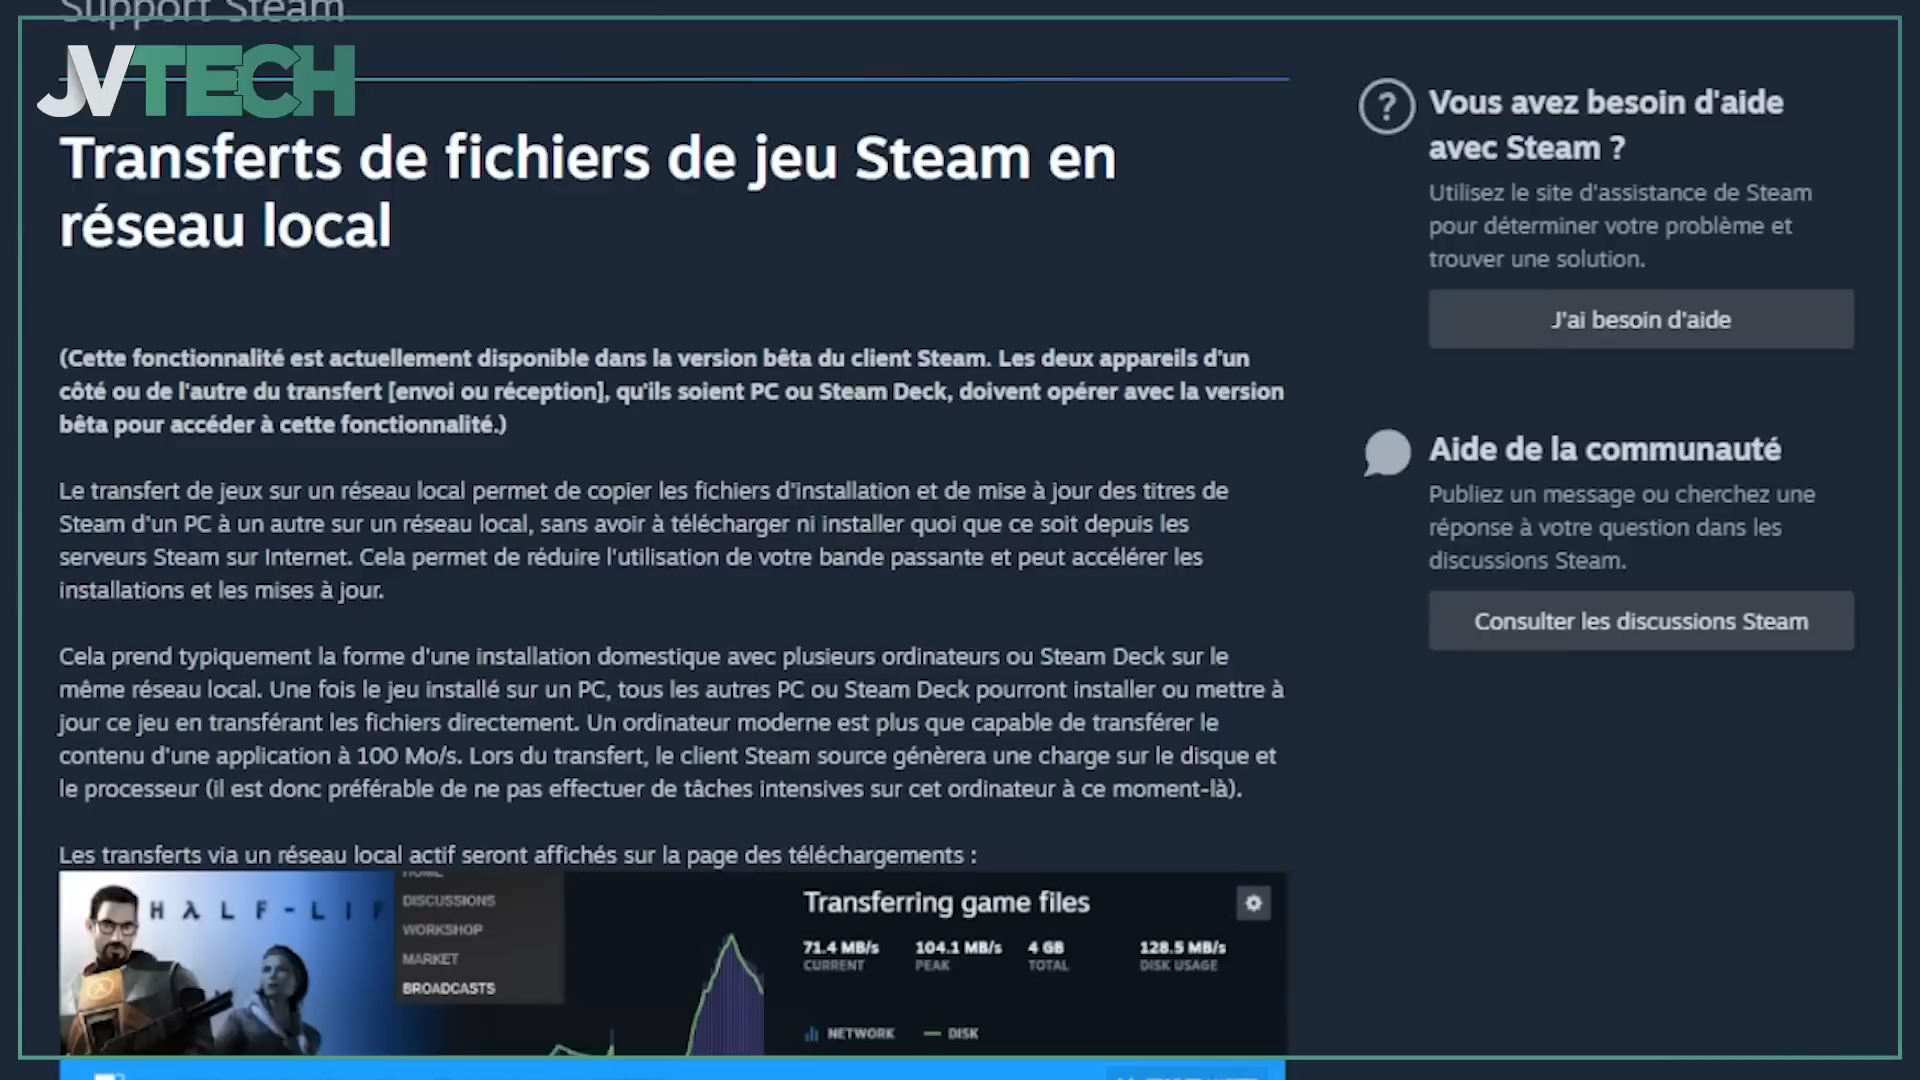 Support Steam
JVTECH
Transferts de fichiers de jeu Steam en
réseau local
(Cette fonctionnalité est actuellement disponible dans la version bêta du client Steam. Les deux appareils d'un
côté ou de l'autre du transfert [envoi ou réception], qu'ils soient PC ou Steam Deck, doivent opérer avec la version
bêta pour accéder à cette fonctionnalité.)
Le transfert de jeux sur un réseau local permet de copier les fichiers d'installation et de mise à jour des titres de
Steam d'un PC à un autre sur un réseau local, sans avoir à télécharger ni installer quoi que ce soit depuis les
serveurs Steam sur Internet. Cela permet de réduire l'utilisation de votre bande passante et peut accélérer les
installations et les mises à jour.
Cela prend typiquement la forme d'une installation domestique avec plusieurs ordinateurs ou Steam Deck sur le
même réseau local. Une fois le jeu installé sur un PC, tous les autres PC ou Steam Deck pourront installer ou mettre à
jour ce jeu en transférant les fichiers directement. Un ordinateur moderne est plus que capable de transférer le
contenu d'une application à 100 Mo/s. Lors du transfert, le client Steam source génèrera une charge sur le disque et
le processeur (il est donc préférable de ne pas effectuer de tâches intensives sur cet ordinateur à ce moment-là).
Les transferts via un réseau local actif seront affichés sur la page des téléchargements :
HλLF-LIF
HOME
DISCUSSIONS
WORKSHOP
MARKET
BROADCASTS
Transferring game files
71.4 MB/s 104.1 MB/s 4 GB 128.5 MB/s
CURRENT PEAK TOTAL DISK USAGE
NETWORK DISK
? Vous avez besoin d'aide
avec Steam ?
Utilisez le site d'assistance de Steam
pour déterminer votre problème et
trouver une solution.
J'ai besoin d'aide
Aide de la communauté
Publiez un message ou cherchez une
réponse à votre question dans les
discussions Steam.
Consulter les discussions Steam